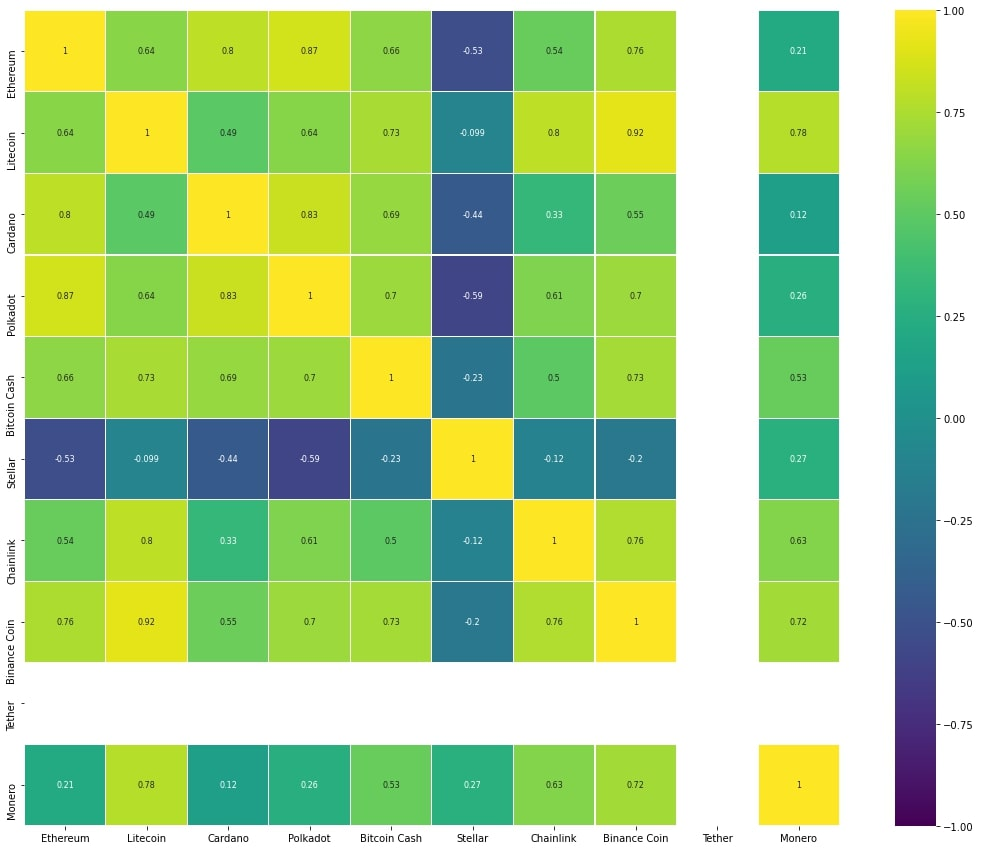 Ethereum 1 0.64 0.8 0.87 0.66 -0.53 0.54 0.76 0.21
Litecoin 0.64 1 0.49 0.64 0.73 -0.099 0.8 0.92 0.78
Cardano 0.8 0.49 1 0.83 0.69 -0.44 0.33 0.55 0.12
Polkadot 0.87 0.64 0.83 1 0.7 -0.59 0.61 0.7 0.26
Bitcoin Cash 0.66 0.73 0.69 0.7 1 -0.23 0.5 0.73 0.53
Stellar -0.53 -0.099 -0.44 -0.59 -0.23 1 -0.12 -0.2 0.27
Chainlink 0.54 0.8 0.33 0.61 0.5 -0.12 1 0.76 0.63
Binance Coin 0.76 0.92 0.55 0.7 0.73 -0.2 0.76 1 0.72
Tether
Monero 0.21 0.78 0.12 0.26 0.53 0.27 0.63 0.72 1
Ethereum Litecoin Cardano Polkadot Bitcoin Cash Stellar Chainlink Binance Coin Tether Monero
1.00
0.75
0.50
0.25
0.00
−0.25
−0.50
−0.75
−1.00